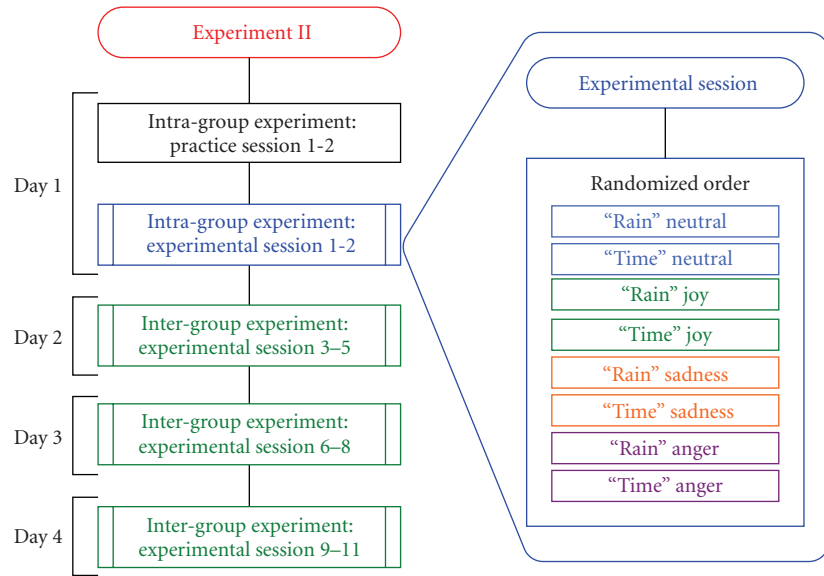 Experiment II
Day 1
Intra-group experiment:
practice session 1-2
Intra-group experiment:
experimental session 1-2
Day 2
Inter-group experiment:
experimental session 3–5
Day 3
Inter-group experiment:
experimental session 6–8
Day 4
Inter-group experiment:
experimental session 9–11
Experimental session
Randomized order
“Rain” neutral
“Time” neutral
“Rain” joy
“Time” joy
“Rain” sadness
“Time” sadness
“Rain” anger
“Time” anger